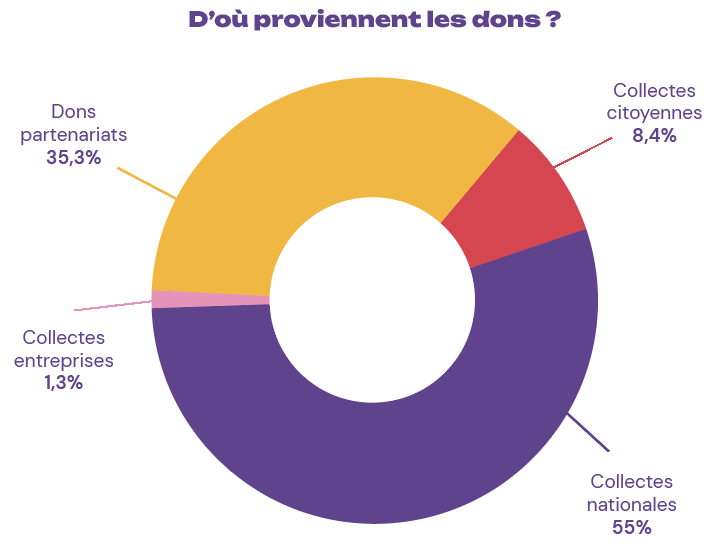 D'où proviennent les dons ?
Collectes
citoyennes
8,4%
Dons
partenariats
35,3%
Collectes
entreprises
1,3%
Collectes
nationales
55%